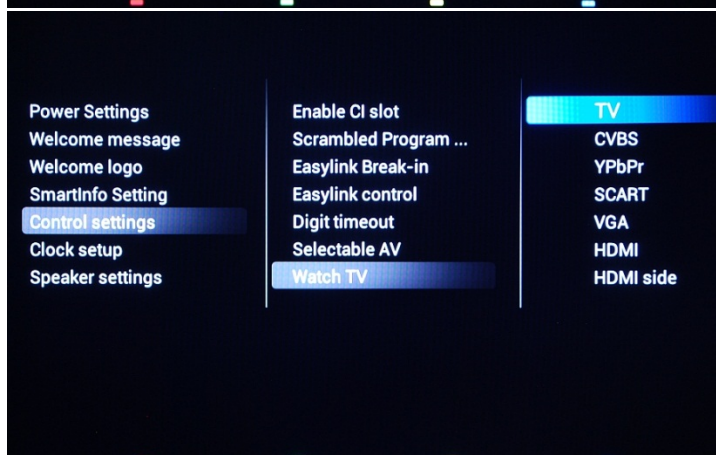 Power Settings
Welcome message
Welcome logo
SmartInfo Setting
Control settings
Clock setup
Speaker settings
Enable CI slot
Scrambled Program ...
Easylink Break-in
Easylink control
Digit timeout
Selectable AV
Watch TV
TV
CVBS
YPbPr
SCART
VGA
HDMI
HDMI side